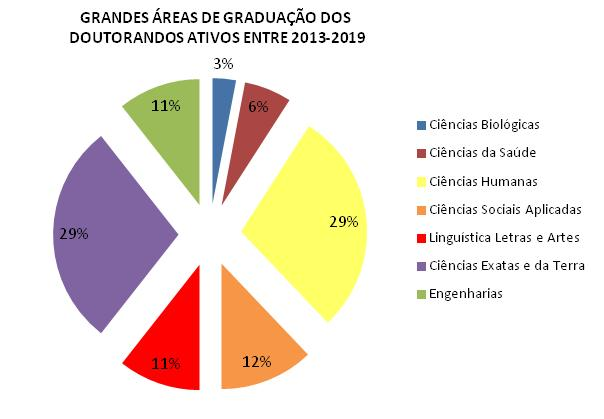 GRANDES ÁREAS DE GRADUAÇÃO DOS
DOUTORANDOS ATIVOS ENTRE 2013-2019
3%
6%
29%
12%
11%
29%
11%
Ciências Biológicas
Ciências da Saúde
Ciências Humanas
Ciências Sociais Aplicadas
Linguística Letras e Artes
Ciências Exatas e da Terra
Engenharias